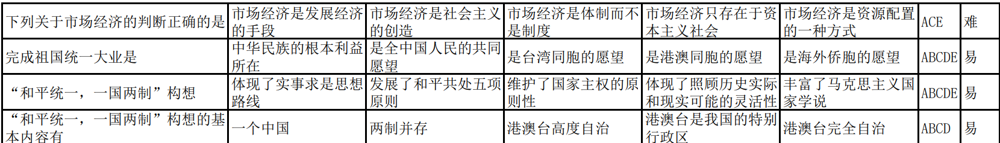 下列关于市场经济的判断正确的是
市场经济是发展经济
的手段
市场经济是社会主义
的创造
市场经济是体制而不
是制度
市场经济只存在于资
本主义社会
市场经济是资源配置
的一种方式
ACE
难
完成祖国统一大业是
中华民族的根本利益
所在
是全中国人民的共同
愿望
是台湾同胞的愿望
是港澳同胞的愿望
是海外侨胞的愿望
ABCDE
易
“和平统一，一国两制”构想
体现了实事求是思想
路线
发展了和平共处五项
原则
维护了国家主权的原
则性
体现了照顾历史实际
和现实可能的灵活性
丰富了马克思主义国
家学说
ABCDE
易
“和平统一，一国两制”构想的基
本内容有
一个中国
两制并存
港澳台高度自治
港澳台是我国的特别
行政区
港澳台完全自治
ABCD
易